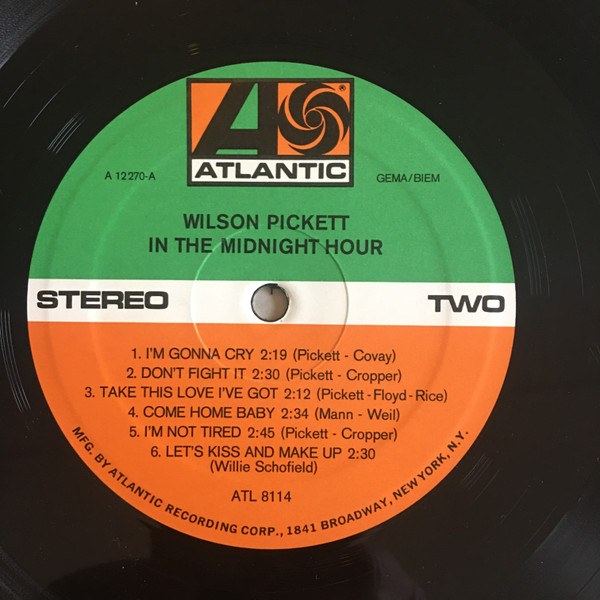 ATLANTIC
A 12270-A
GEMA/BIEM
WILSON PICKETT
IN THE MIDNIGHT HOUR
STEREO
TWO
1. I'M GONNA CRY 2:19 (Pickett - Covay)
2. DON'T FIGHT IT 2:30 (Pickett - Cropper)
3. TAKE THIS LOVE I'VE GOT 2:12 (Pickett-Floyd-Rice)
4. COME HOME BABY 2:34 (Mann - Weil)
5. I'M NOT TIRED 2:45 (Pickett - Cropper)
6. LET'S KISS AND MAKE UP 2:30
(Willie Schofield)
ATL 8114
MFG. BY ATLANTIC RECORDING CORP., 1841 BROADWAY, NEW YORK, N.Y.